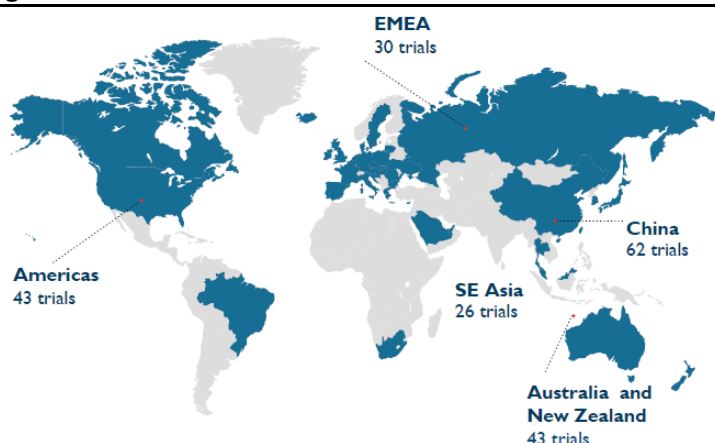 EMEA
30 trials
China
62 trials
Americas
43 trials
SE Asia
26 trials
Australia and
New Zealand
43 trials